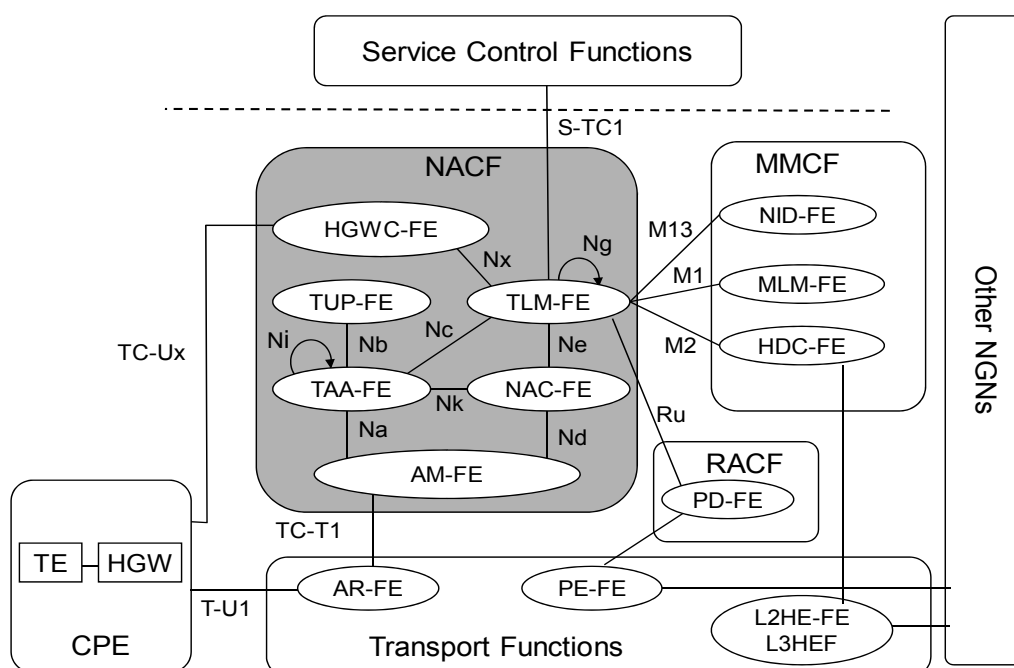 Service Control Functions
S-TC1
NACF
MMCF
HGWC-FE
NID-FE
M13
Nx
Ng
M1
TUP-FE
TLM-FE
MLM-FE
Ni
Nb
Nc
Ne
M2
HDC-FE
TC-Ux
TAA-FE
Nk
NAC-FE
Other NGNs
Na
Nd
Ru
AM-FE
RACF
PD-FE
TC-T1
TE
HGW
AR-FE
PE-FE
T-U1
L2HE-FE
L3HEF
CPE
Transport Functions